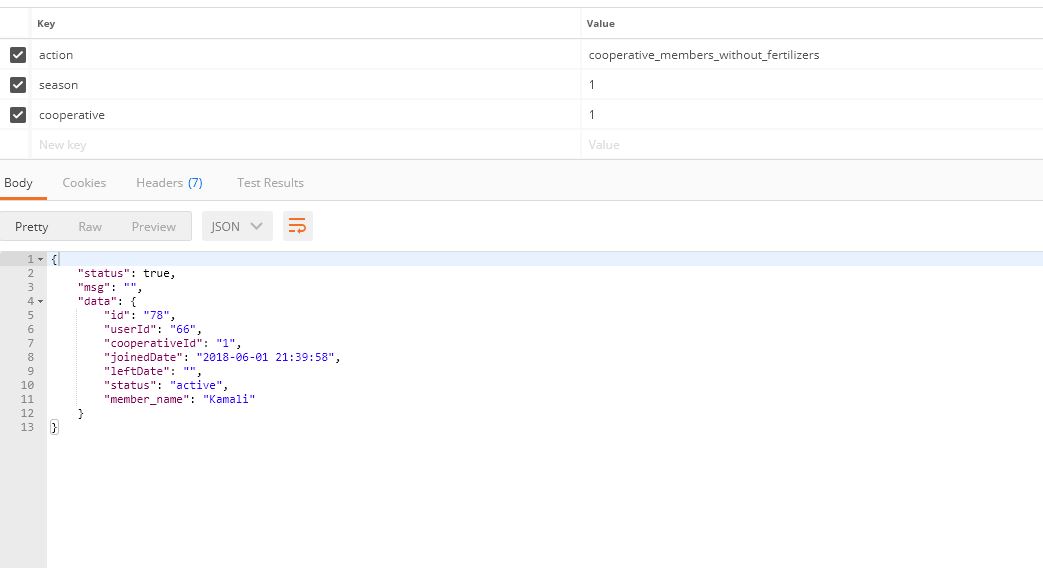 Key Value
action cooperative_members_without_fertilizers
season 1
cooperative 1
New key Value
Body Cookies Headers (7) Test Results
Pretty Raw Preview JSON
1 {
2 "status": true,
3 "msg": "",
4 "data": {
5 "id": "78",
6 "userId": "66",
7 "cooperativeId": "1",
8 "joinedDate": "2018-06-01 21:39:58",
9 "leftDate": "",
10 "status": "active",
11 "member_name": "Kamali"
12 }
13 }